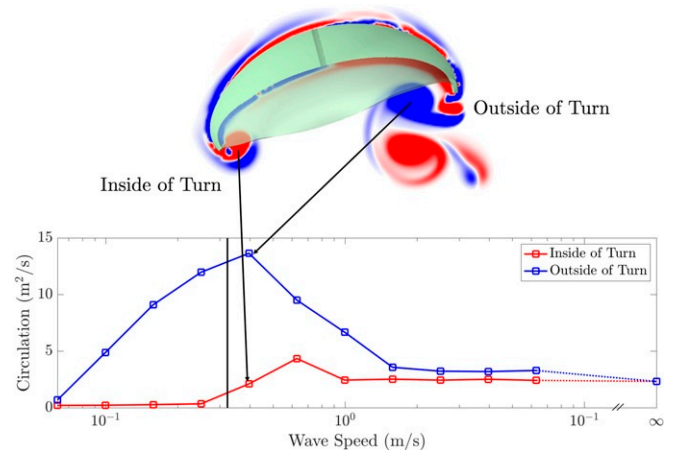 Outside of Turn
Inside of Turn
15
10
5
0
Circulation (m²/s)
Inside of Turn
Outside of Turn
10⁻¹
10⁰
10⁻¹
//
∞
Wave Speed (m/s)